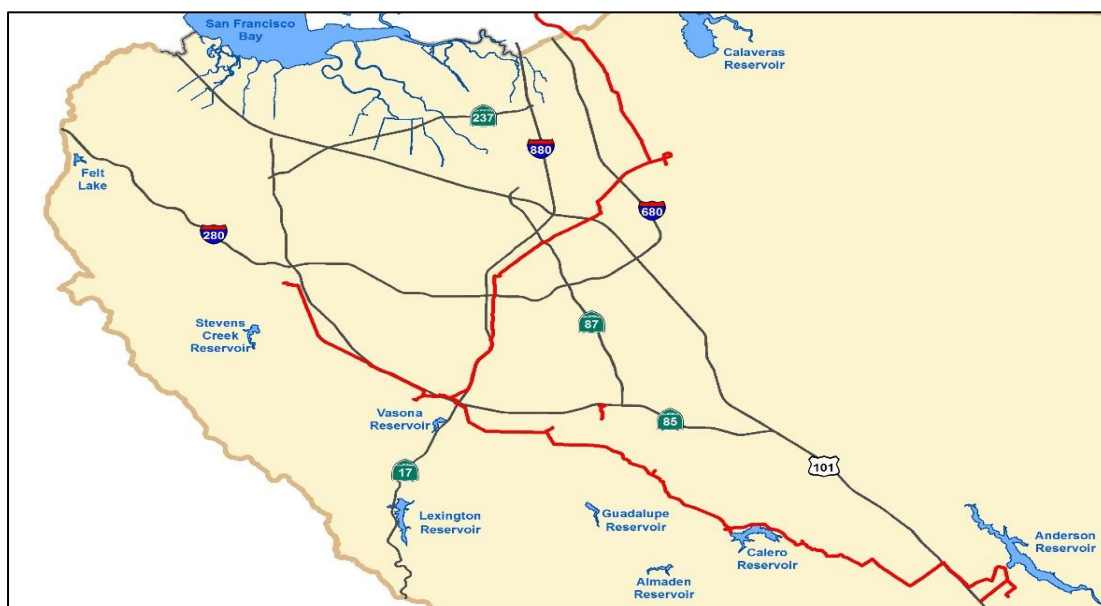 San Francisco
Bay
Calaveras
Reservoir
237
880
Felt
Lake
680
280
Stevens
Creek
Reservoir
87
Vasona
Reservoir
85
101
17
Lexington
Reservoir
Guadalupe
Reservoir
Calero
Reservoir
Anderson
Reservoir
Almaden
Reservoir